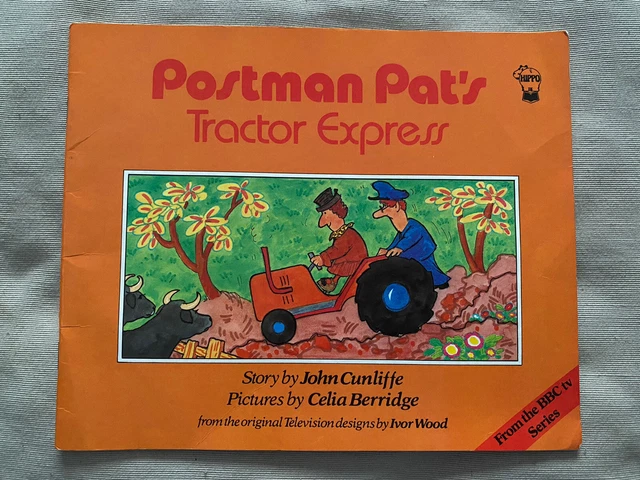 Postman Pat's
Tractor Express
HIPPO
Story by John Cunliffe
Pictures by Celia Berridge
from the original Television designs by Ivor Wood
From the BBC tv
Series